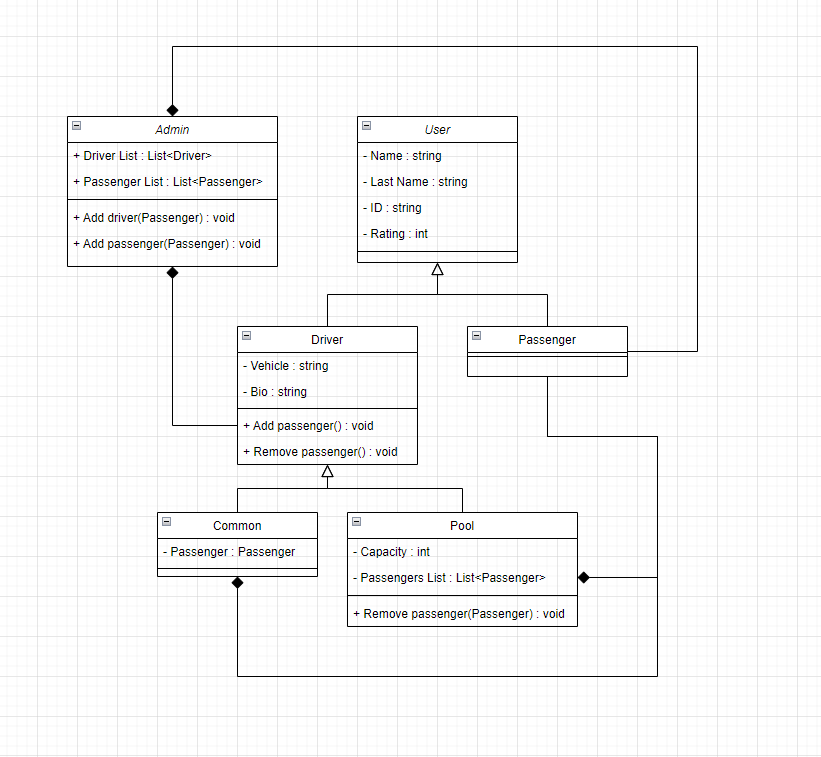 Admin
+ Driver List : List<Driver>
+ Passenger List : List<Passenger>
+ Add driver(Passenger) : void
+ Add passenger(Passenger) : void
User
- Name : string
- Last Name : string
- ID : string
- Rating : int
Driver
- Vehicle : string
- Bio : string
+ Add passenger() : void
+ Remove passenger() : void
Passenger
Common
- Passenger : Passenger
Pool
- Capacity : int
- Passengers List : List<Passenger>
+ Remove passenger(Passenger) : void